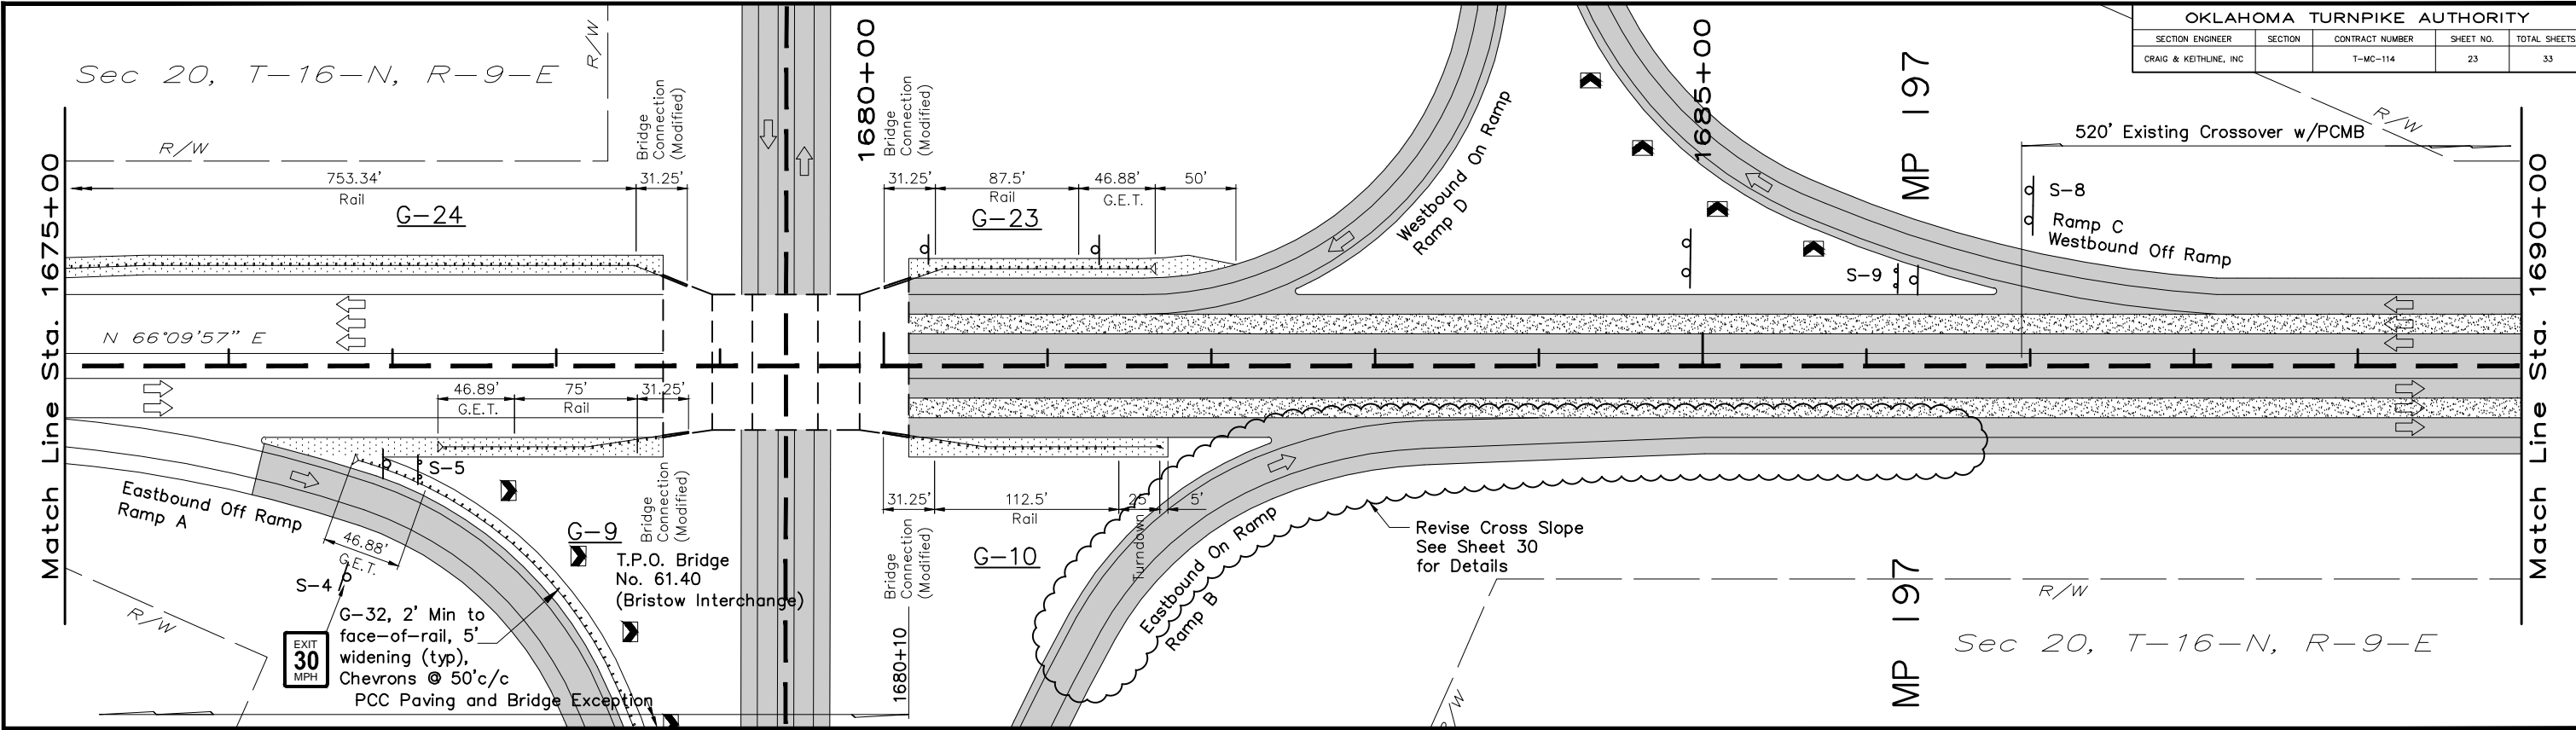 OKLAHOMA TURNPIKE AUTHORITY
SECTION ENGINEER SECTION CONTRACT NUMBER SHEET NO. TOTAL SHEETS
CRAIG & KEITHLINE, INC T-MC-114 23 33
Sec 20, T-16-N, R-9-E
R/W
R/W
Match Line Sta. 1675+00
753.34'
Rail
G-24
31.25'
Bridge
Connection
(Modified)
1680+00
Bridge
Connection
(Modified)
31.25'
87.5'
Rail
46.88'
G.E.T.
50'
G-23
Westbound On Ramp
Ramp D
1685+00
MP 197
520' Existing Crossover w/PCMB
R/W
S-8
Ramp C
Westbound Off Ramp
S-9
Match Line Sta. 1690+00
N 66°09'57" E
46.89'
G.E.T.
75'
Rail
31.25'
S-5
Eastbound Off Ramp
Ramp A
46.88'
G.E.T.
S-4
R/W
EXIT
30
MPH
G-32, 2' Min to
face-of-rail, 5'
widening (typ),
Chevrons @ 50'c/c
PCC Paving and Bridge Exception
G-9
Bridge
Connection
(Modified)
T.P.O. Bridge
No. 61.40
(Bristow Interchange)
31.25'
112.5'
Rail
25'
Turndown
5'
G-10
Bridge
Connection
(Modified)
1680+10
Eastbound On Ramp
Ramp B
Revise Cross Slope
See Sheet 30
for Details
R/W
MP 197
R/W
Sec 20, T-16-N, R-9-E